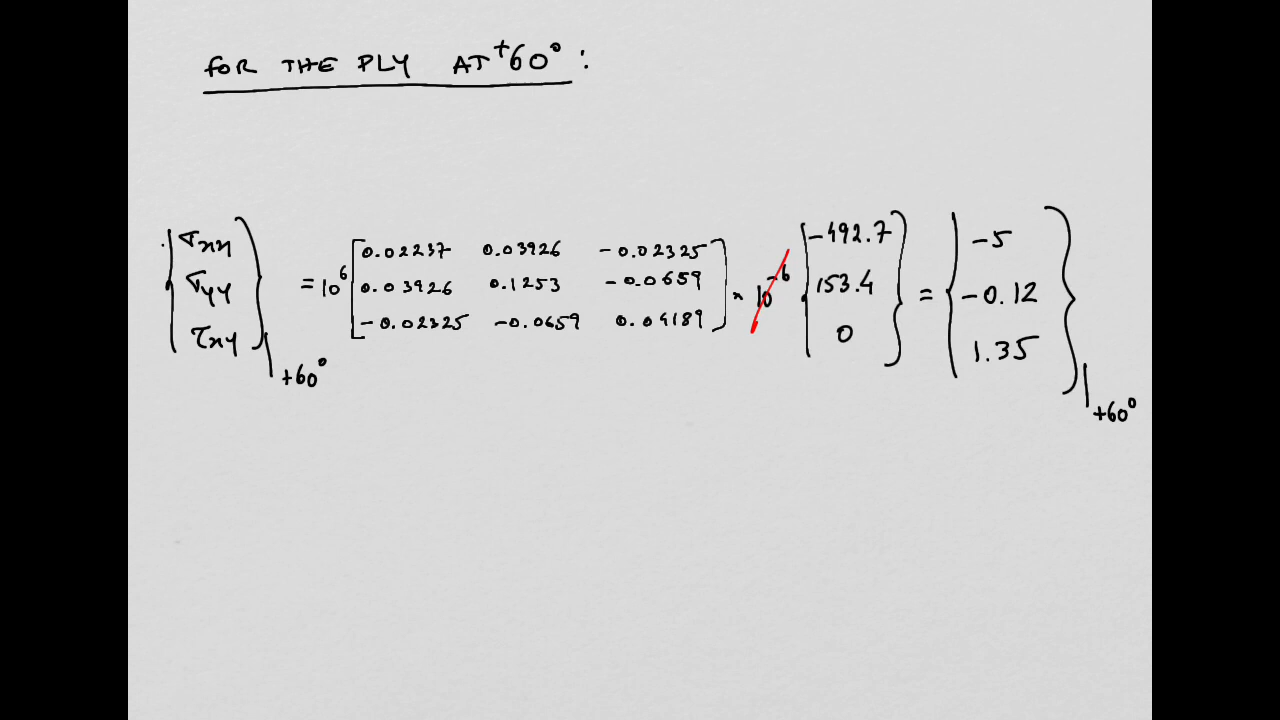 FOR THE PLY AT +60° :
{σxx σyy τxy}|+60° = 10^6 [0.02237 0.03926 -0.02325
0.03926 0.1253 -0.0659
-0.02325 -0.0659 0.04189] × 10^-6 {-492.7 153.4 0} = {-5 -0.12 1.35}|+60°